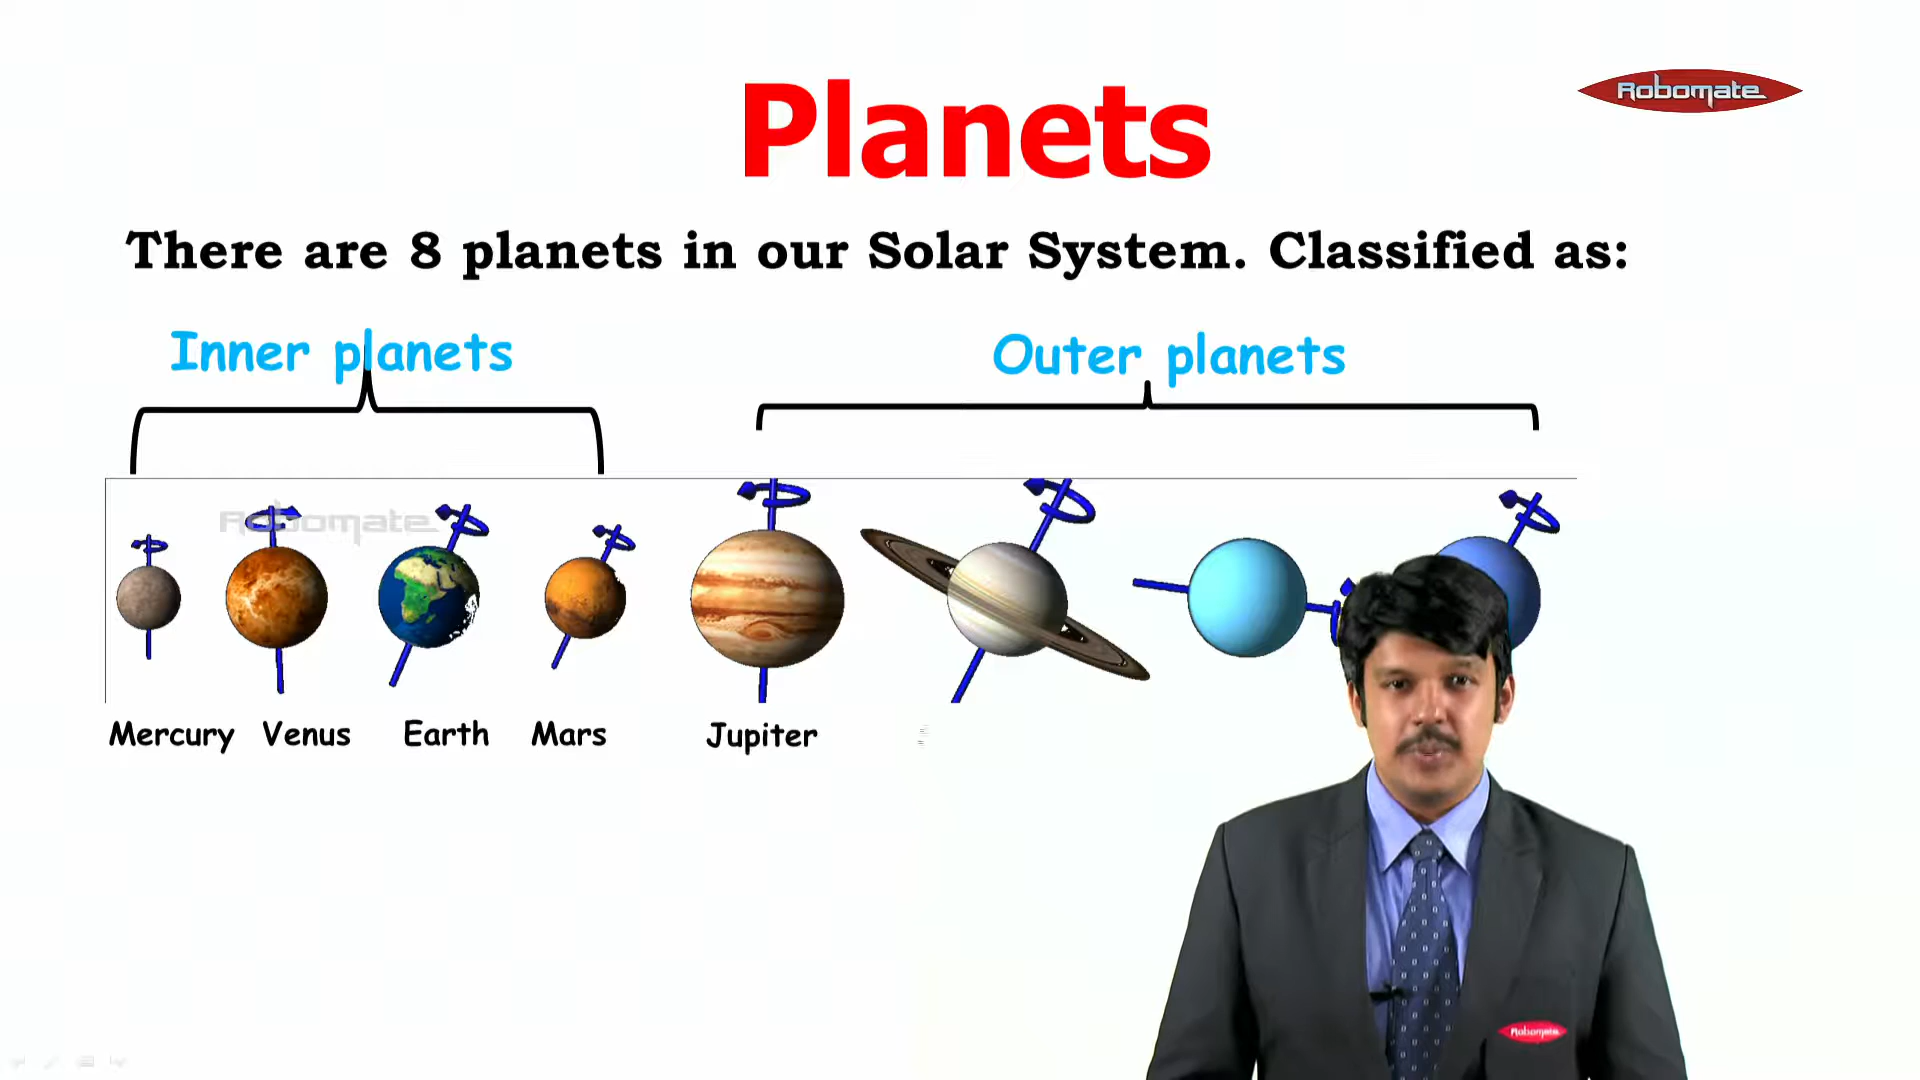 Planets
Robomate
There are 8 planets in our Solar System. Classified as:
Inner planets
Outer planets
Robomate
Mercury Venus Earth Mars Jupiter
Robomate